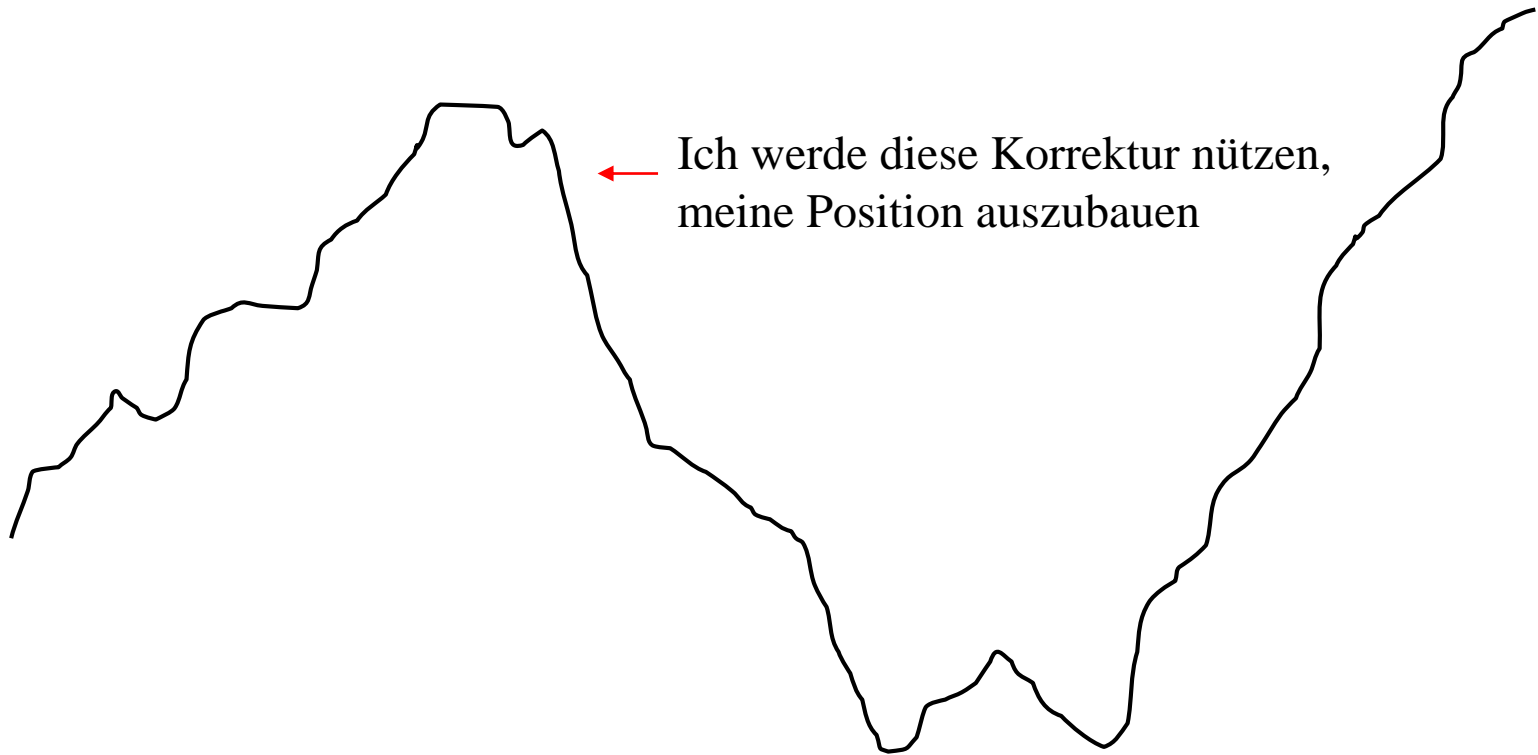 Ich werde diese Korrektur nützen,
meine Position auszubauen